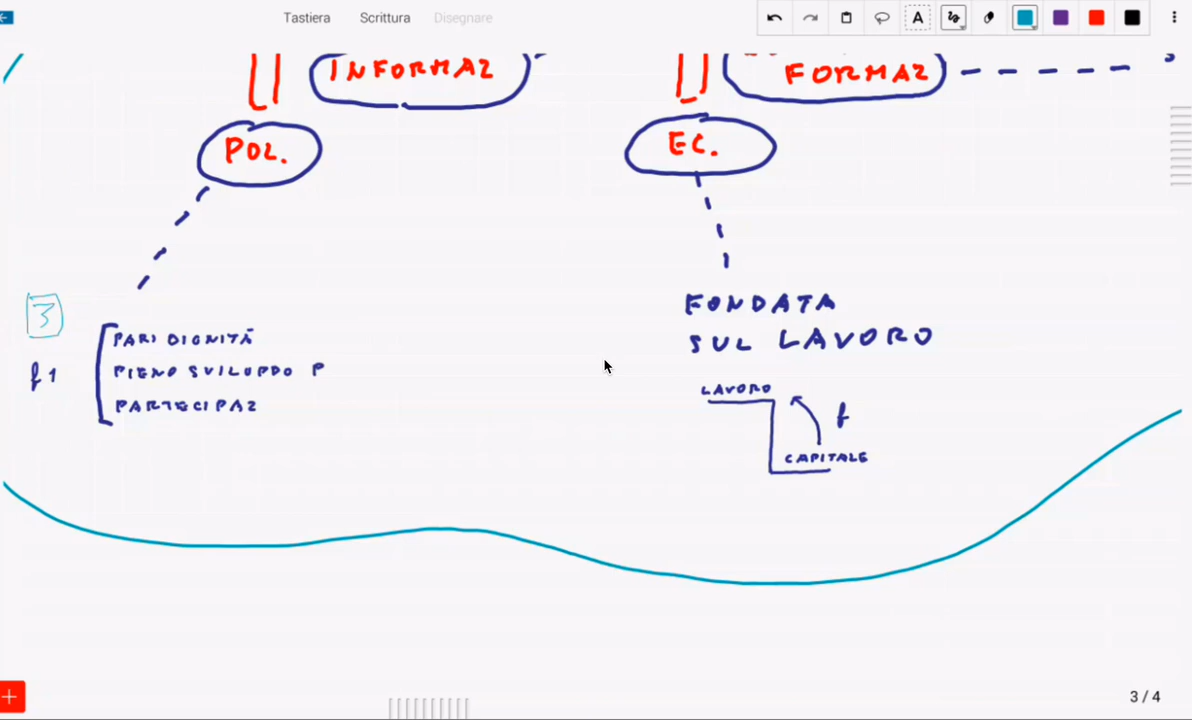 Tastiera Scrittura Disegnare
A
INFORMAZ
FORMAZ
POL.
EC.
3
FONDATA
SUL LAVORO
f1
PARI DIGNITÀ
PIENO SVILUPPO P
PARTECIPAZ
LAVORO
f
CAPITALE
3 / 4